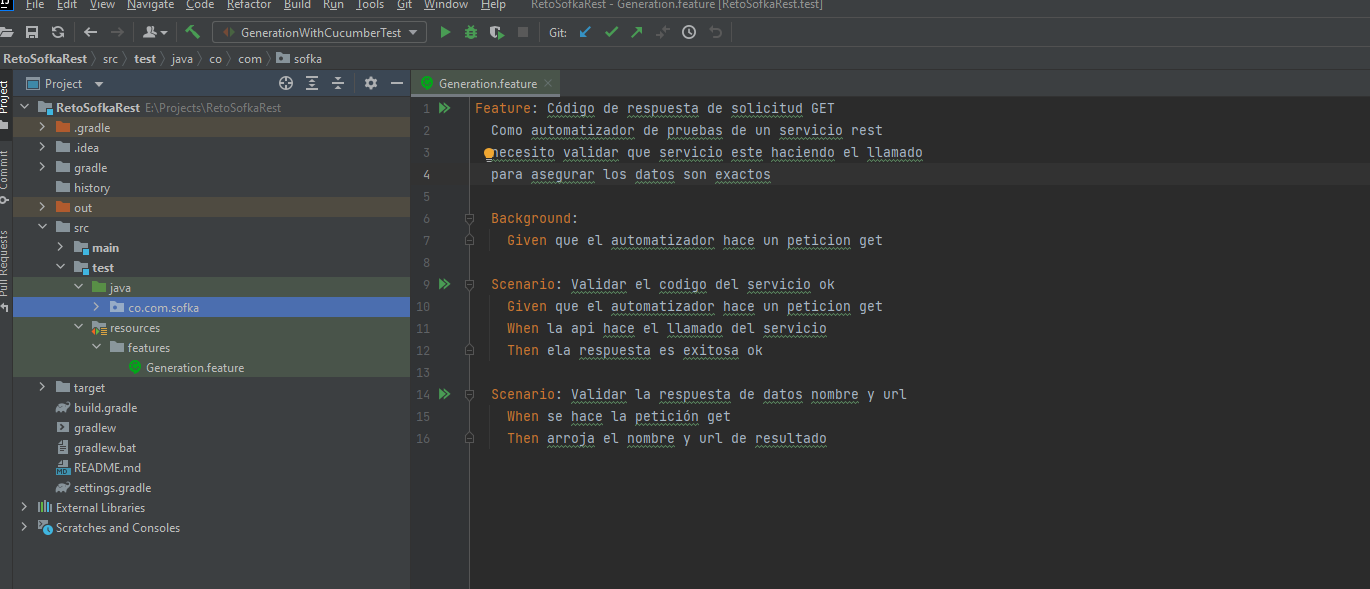 File Edit View Navigate Code Refactor Build Run Tools Git Window Help RetoSofkaRest - Generation.feature [RetoSofkaRest.test]
GenerationWithCucumberTest Git:
RetoSofkaRest src test java co com sofka
Project
Commit
Pull Requests
Project
RetoSofkaRest E:\Projects\RetoSofkaRest
.gradle
.idea
gradle
history
out
src
main
test
java
co.com.sofka
resources
features
Generation.feature
target
build.gradle
gradlew
gradlew.bat
README.md
settings.gradle
External Libraries
Scratches and Consoles
Generation.feature
1 Feature: Código de respuesta de solicitud GET
2 Como automatizador de pruebas de un servicio rest
3 necesito validar que servicio este haciendo el llamado
4 para asegurar los datos son exactos
5
6 Background:
7 Given que el automatizador hace un peticion get
8
9 Scenario: Validar el codigo del servicio ok
10 Given que el automatizador hace un peticion get
11 When la api hace el llamado del servicio
12 Then ela respuesta es exitosa ok
13
14 Scenario: Validar la respuesta de datos nombre y url
15 When se hace la petición get
16 Then arroja el nombre y url de resultado